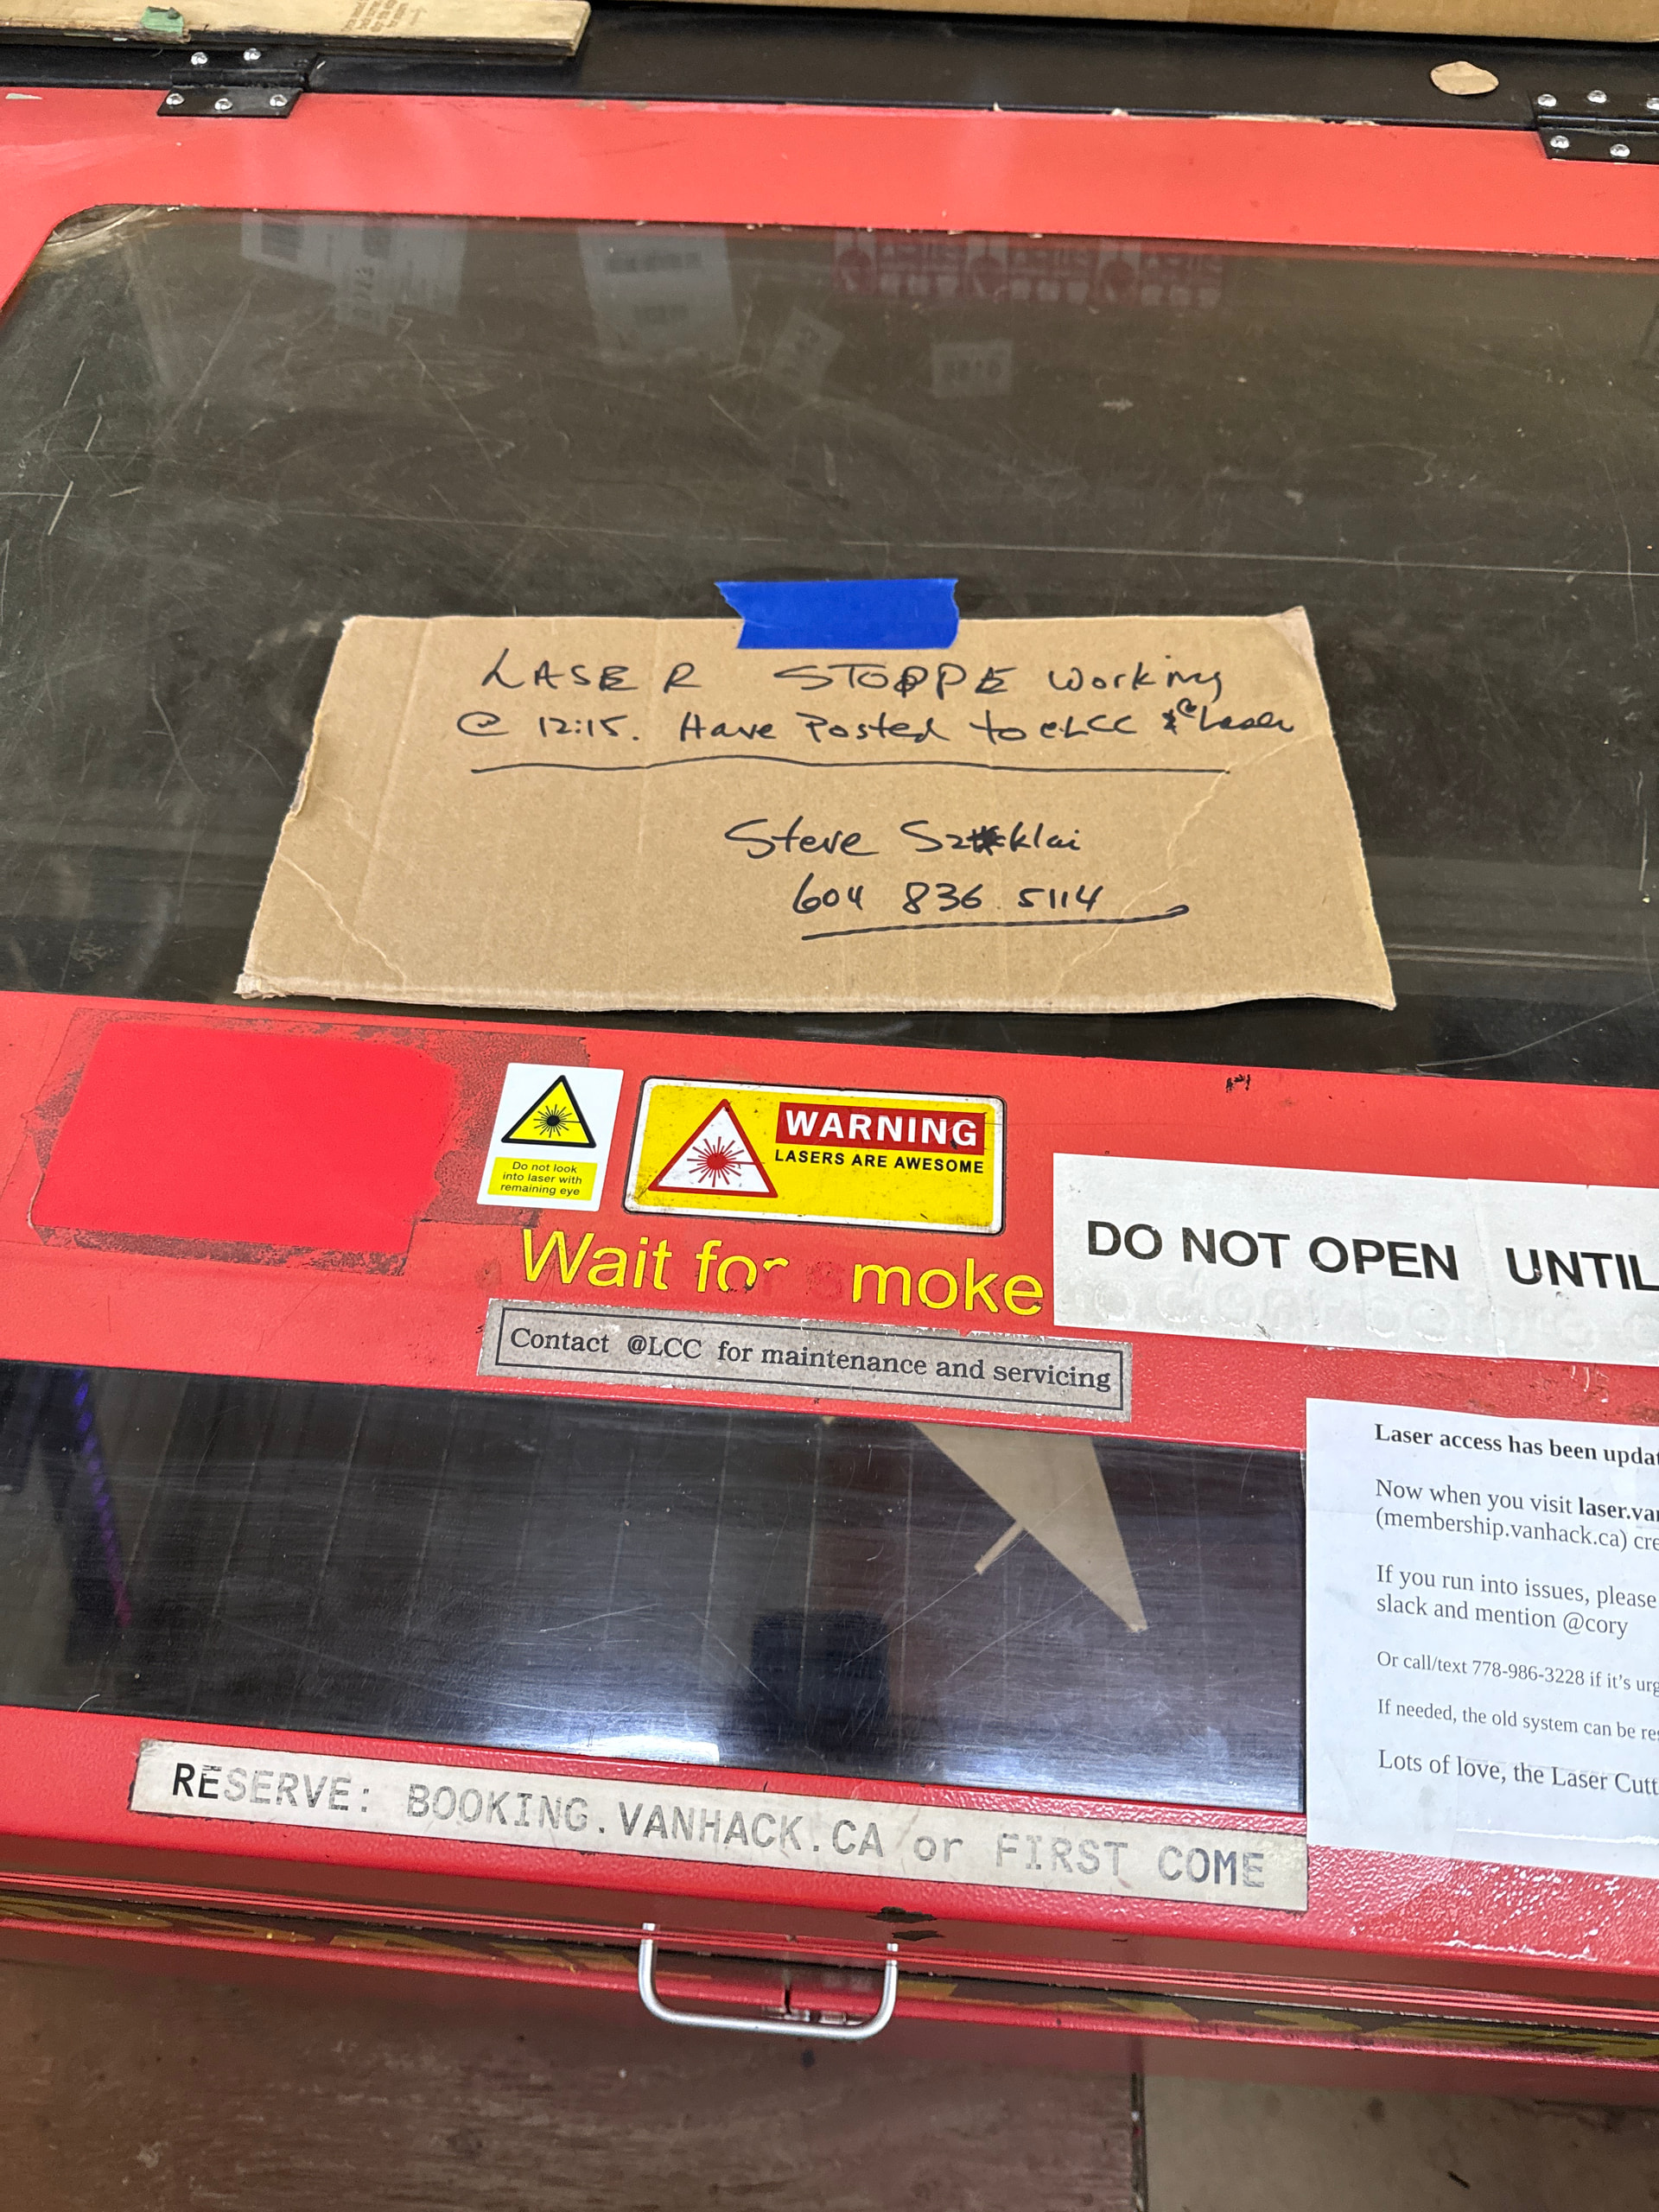 LASER STOPPE working
@ 12:15. Have Posted to @LCC & @Laser
Steve
604 836 5114
Do not look
into laser with
remaining eye
WARNING
LASERS ARE AWESOME
Wait for smoke
DO NOT OPEN UNTIL
Contact @LCC for maintenance and servicing
Laser access has been
Now when you visit
(membership.vanhack.ca)
If you run into issues, please
slack and mention @cory
Or call/text 778-986-3228 if it's
If needed, the old system can be
Lots of love, the Laser
RESERVE: BOOKING.VANHACK.CA or FIRST COME